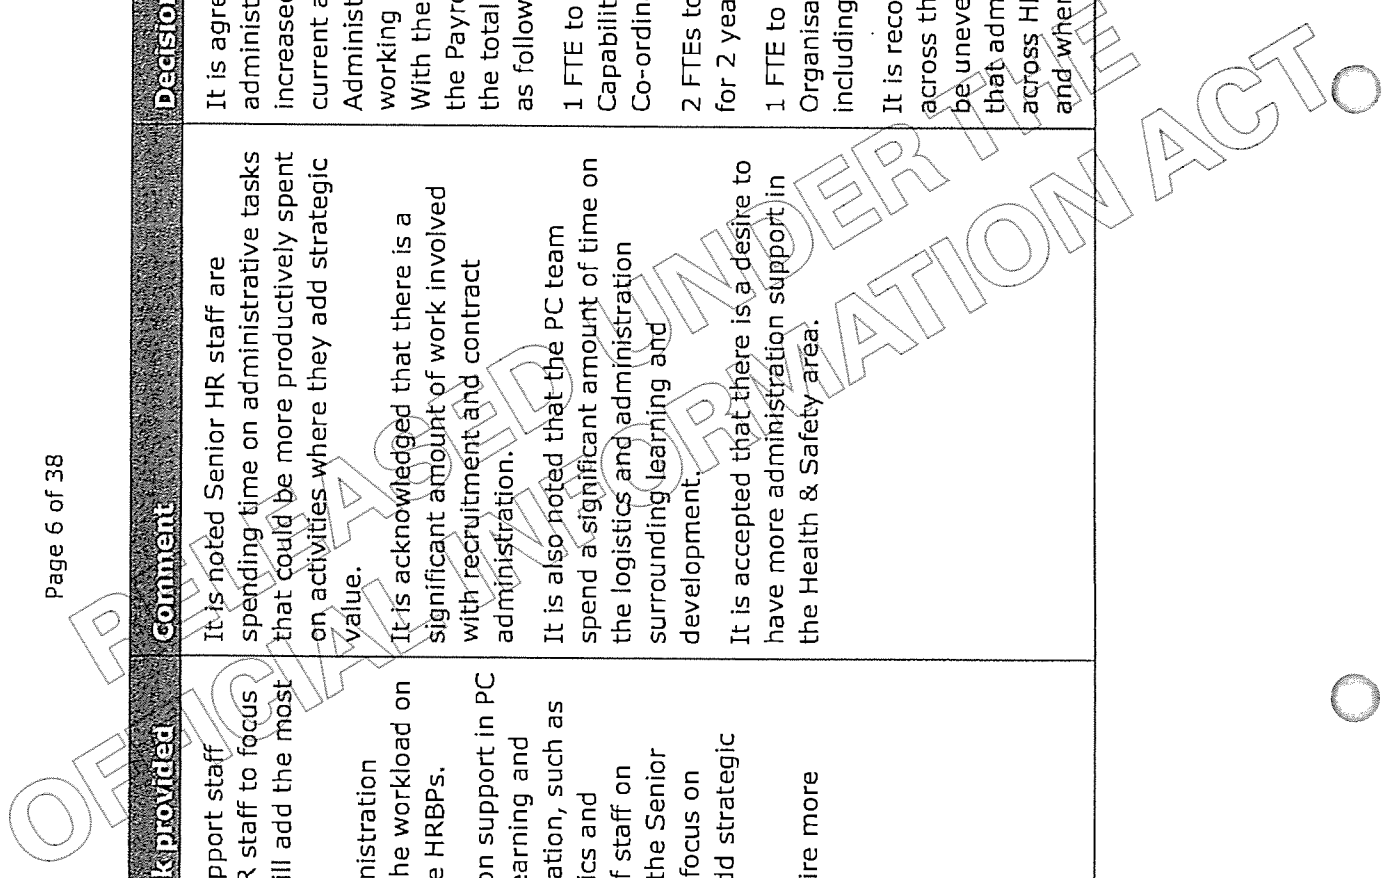 Page 6 of 38
k provided
pport staff
R staff to focus
ill add the most
nistration
he workload on
e HRBPs.
on support in PC
earning and
ation, such as
ics and
f staff on
the Senior
focus on
dd strategic
ire more
Comment
It is noted Senior HR staff are
spending time on administrative tasks
that could be more productively spent
on activities where they add strategic
value.
It is acknowledged that there is a
significant amount of work involved
with recruitment and contract
administration.
It is also noted that the PC team
spend a significant amount of time on
the logistics and administration
surrounding learning and
development.
It is accepted that there is a desire to
have more administration support in
the Health & Safety area.
Decision
It is agre
administ
increased
current a
Administ
working
With the
the Payro
the total
as follow
1 FTE to
Capabilit
Co-ordin
2 FTEs to
for 2 yea
1 FTE to
Organisa
including
It is reco
across th
be uneve
that adm
across HR
and when
RELEASED UNDER THE
OFFICIAL INFORMATION ACT